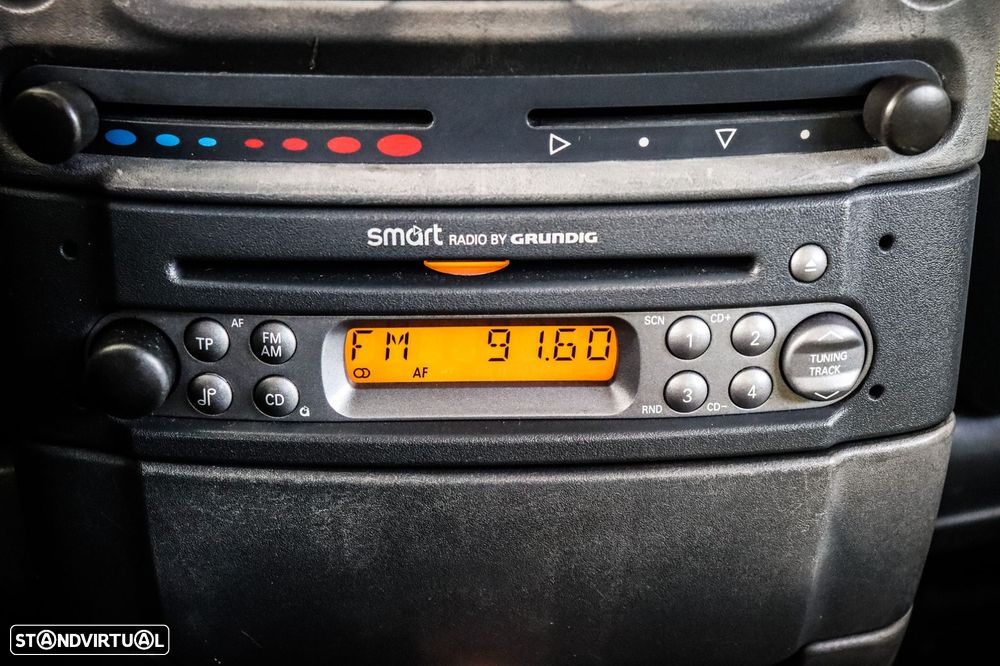 smart RADIO BY GRUNDIG
TP AF FM AM
CD
FM 91.60
AF
SCN 1 CD+ 2
RND 3 CD- 4
TUNING
TRACK
STANDVIRTUAL